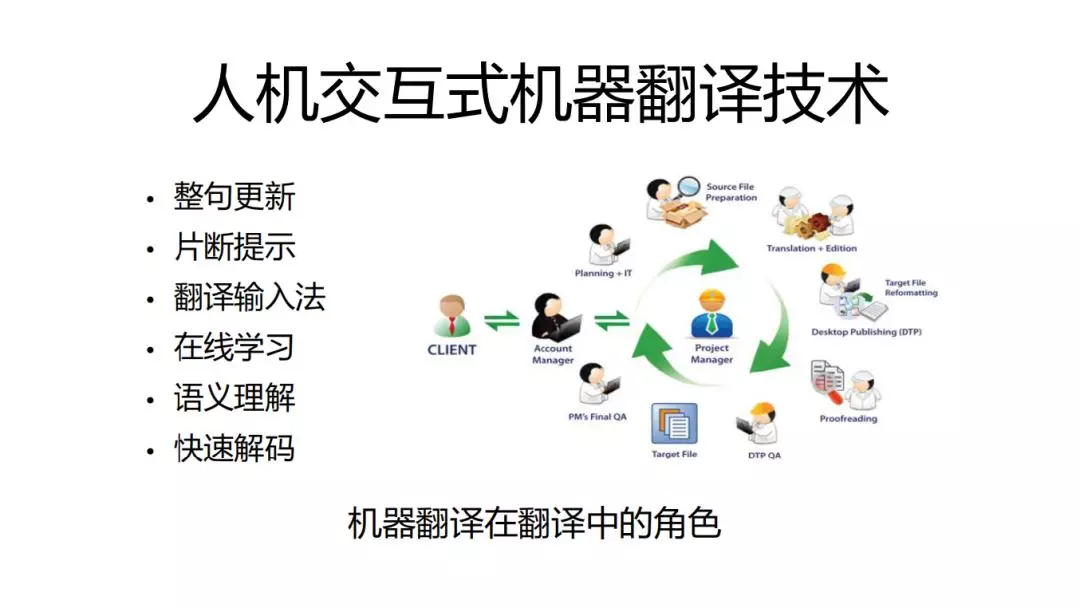 人机交互式机器翻译技术
• 整句更新
• 片断提示
• 翻译输入法
• 在线学习
• 语义理解
• 快速解码
Source File
Preparation
Translation + Edition
Planning + IT
Target File
Reformatting
Desktop Publishing (DTP)
CLIENT
Account
Manager
Project
Manager
Proofreading
PM's Final QA
Target File
DTP QA
机器翻译在翻译中的角色